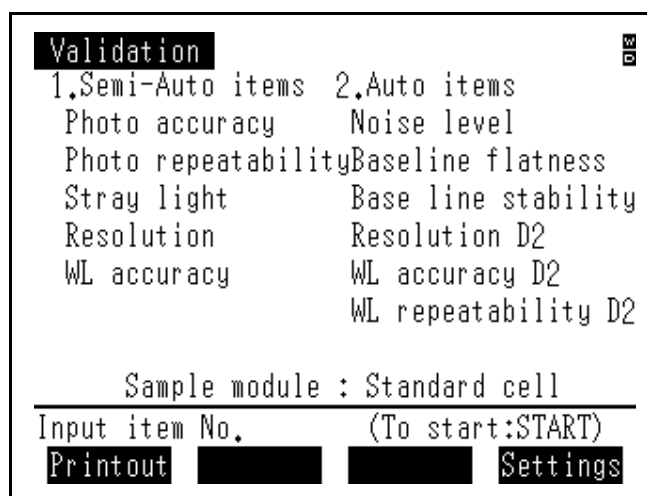 Validation W D
1.Semi-Auto items 2.Auto items
Photo accuracy Noise level
Photo repeatabilityBaseline flatness
Stray light Base line stability
Resolution Resolution D2
WL accuracy WL accuracy D2
WL repeatability D2
Sample module : Standard cell
Input item No. (To start:START)
Printout Settings